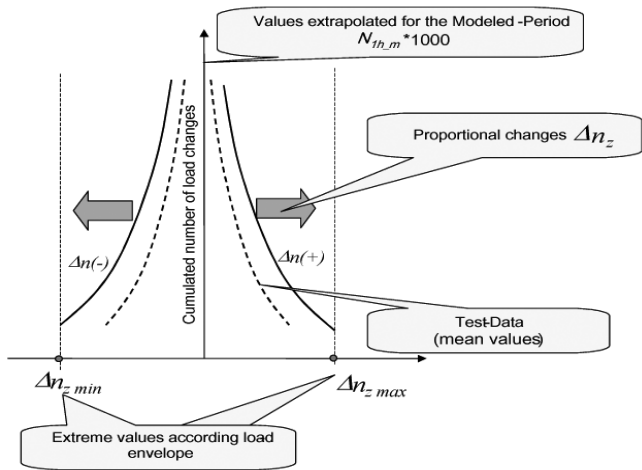 Values extrapolated for the Modeled -Period
N1h_m*1000
Proportional changes Δnz
Cumulated number of load changes
Δn(-)
Δn(+)
Test-Data
(mean values)
Δnz min
Δnz max
Extreme values according load
envelope